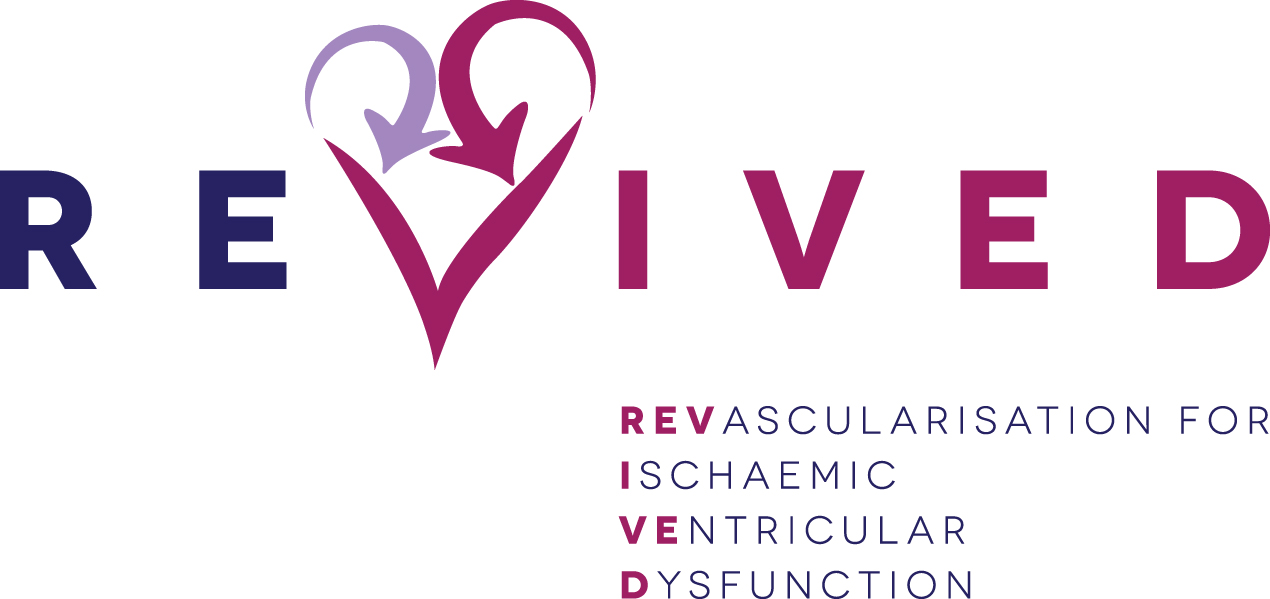 REVIVED
REVASCULARISATION FOR
ISCHAEMIC
VENTRICULAR
DYSFUNCTION